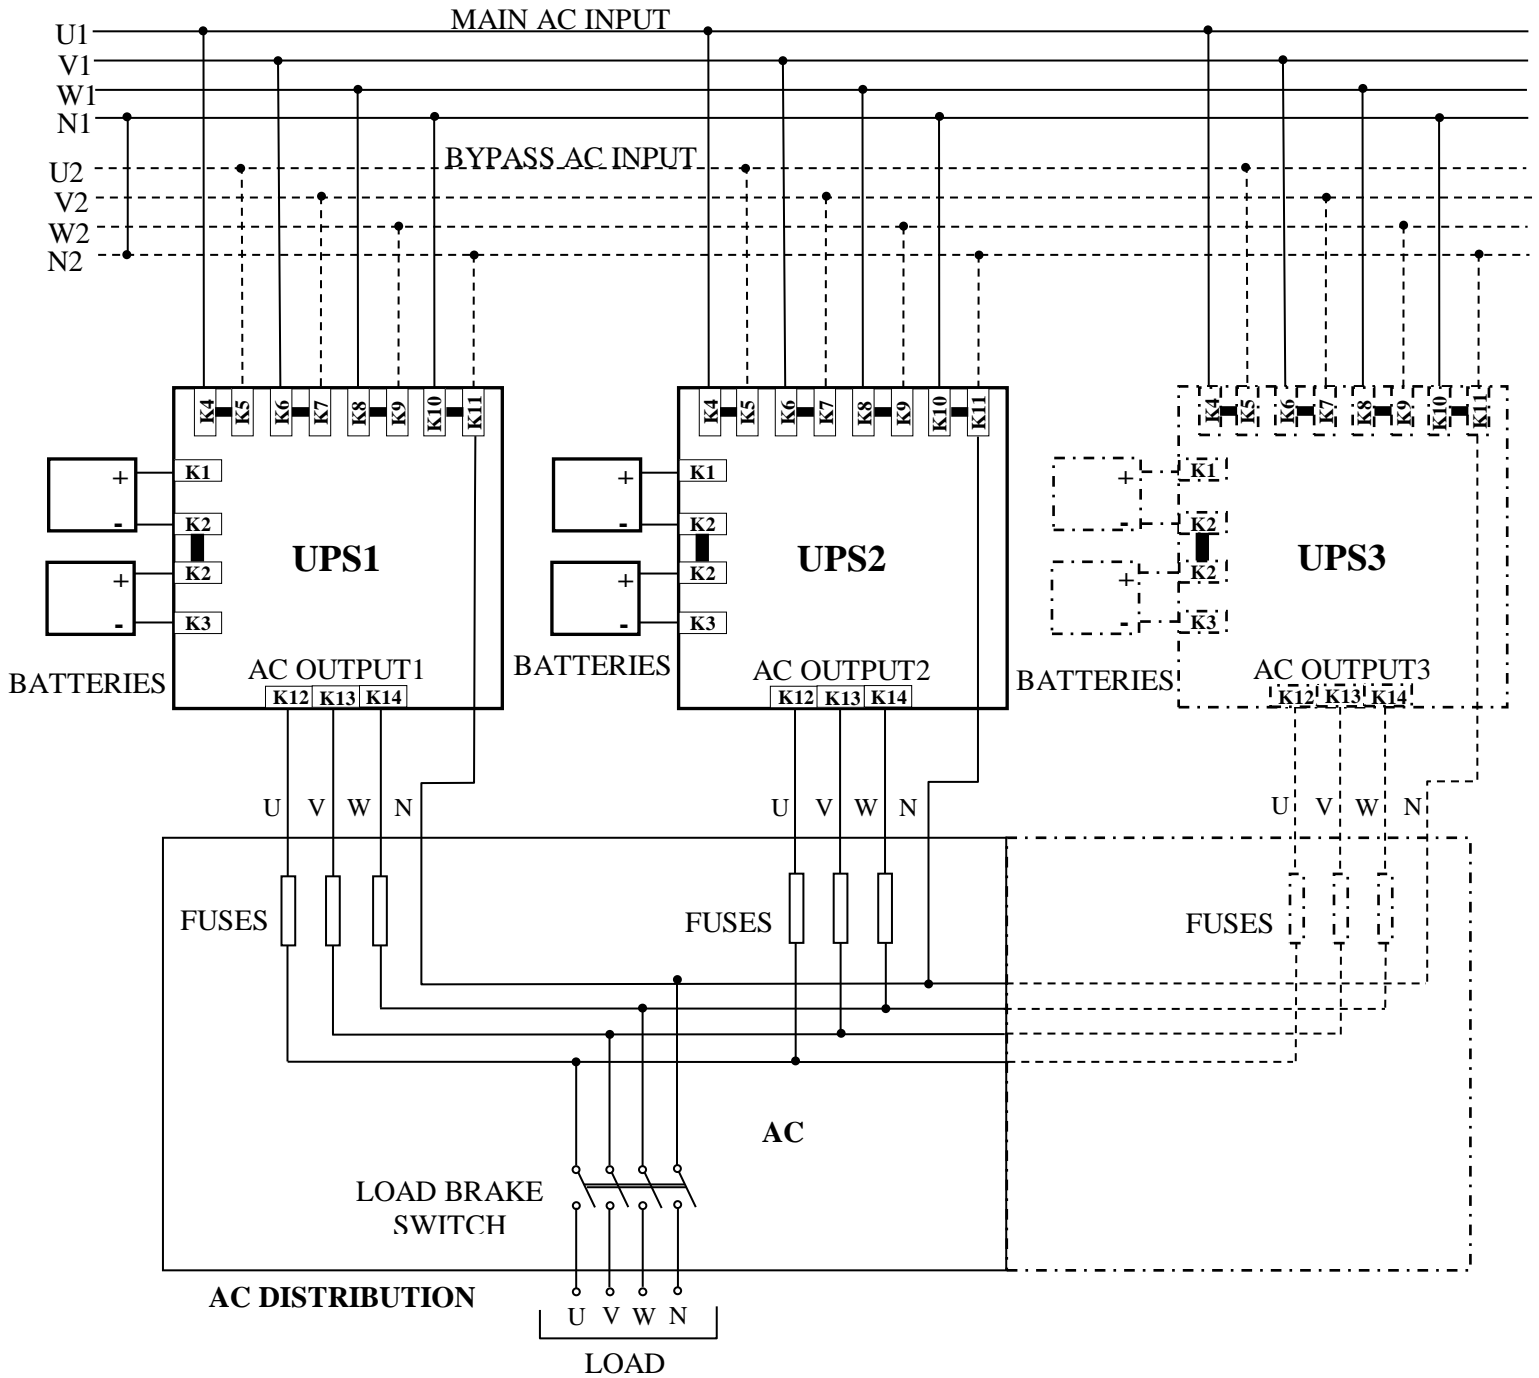 MAIN AC INPUT
U1
V1
W1
N1
BYPASS AC INPUT
U2
V2
W2
N2
K4 K5 K6 K7 K8 K9 K10 K11
K4 K5 K6 K7 K8 K9 K10 K11
K4 K5 K6 K7 K8 K9 K10 K11
+ K1
- K2
+ K2
- K3
UPS1
BATTERIES
AC OUTPUT1
K12 K13 K14
+ K1
- K2
+ K2
- K3
UPS2
BATTERIES
AC OUTPUT2
K12 K13 K14
+ K1
- K2
+ K2
- K3
UPS3
BATTERIES
AC OUTPUT3
K12 K13 K14
U V W N
U V W N
U V W N
FUSES
FUSES
FUSES
AC
LOAD BRAKE
SWITCH
AC DISTRIBUTION
U V W N
LOAD